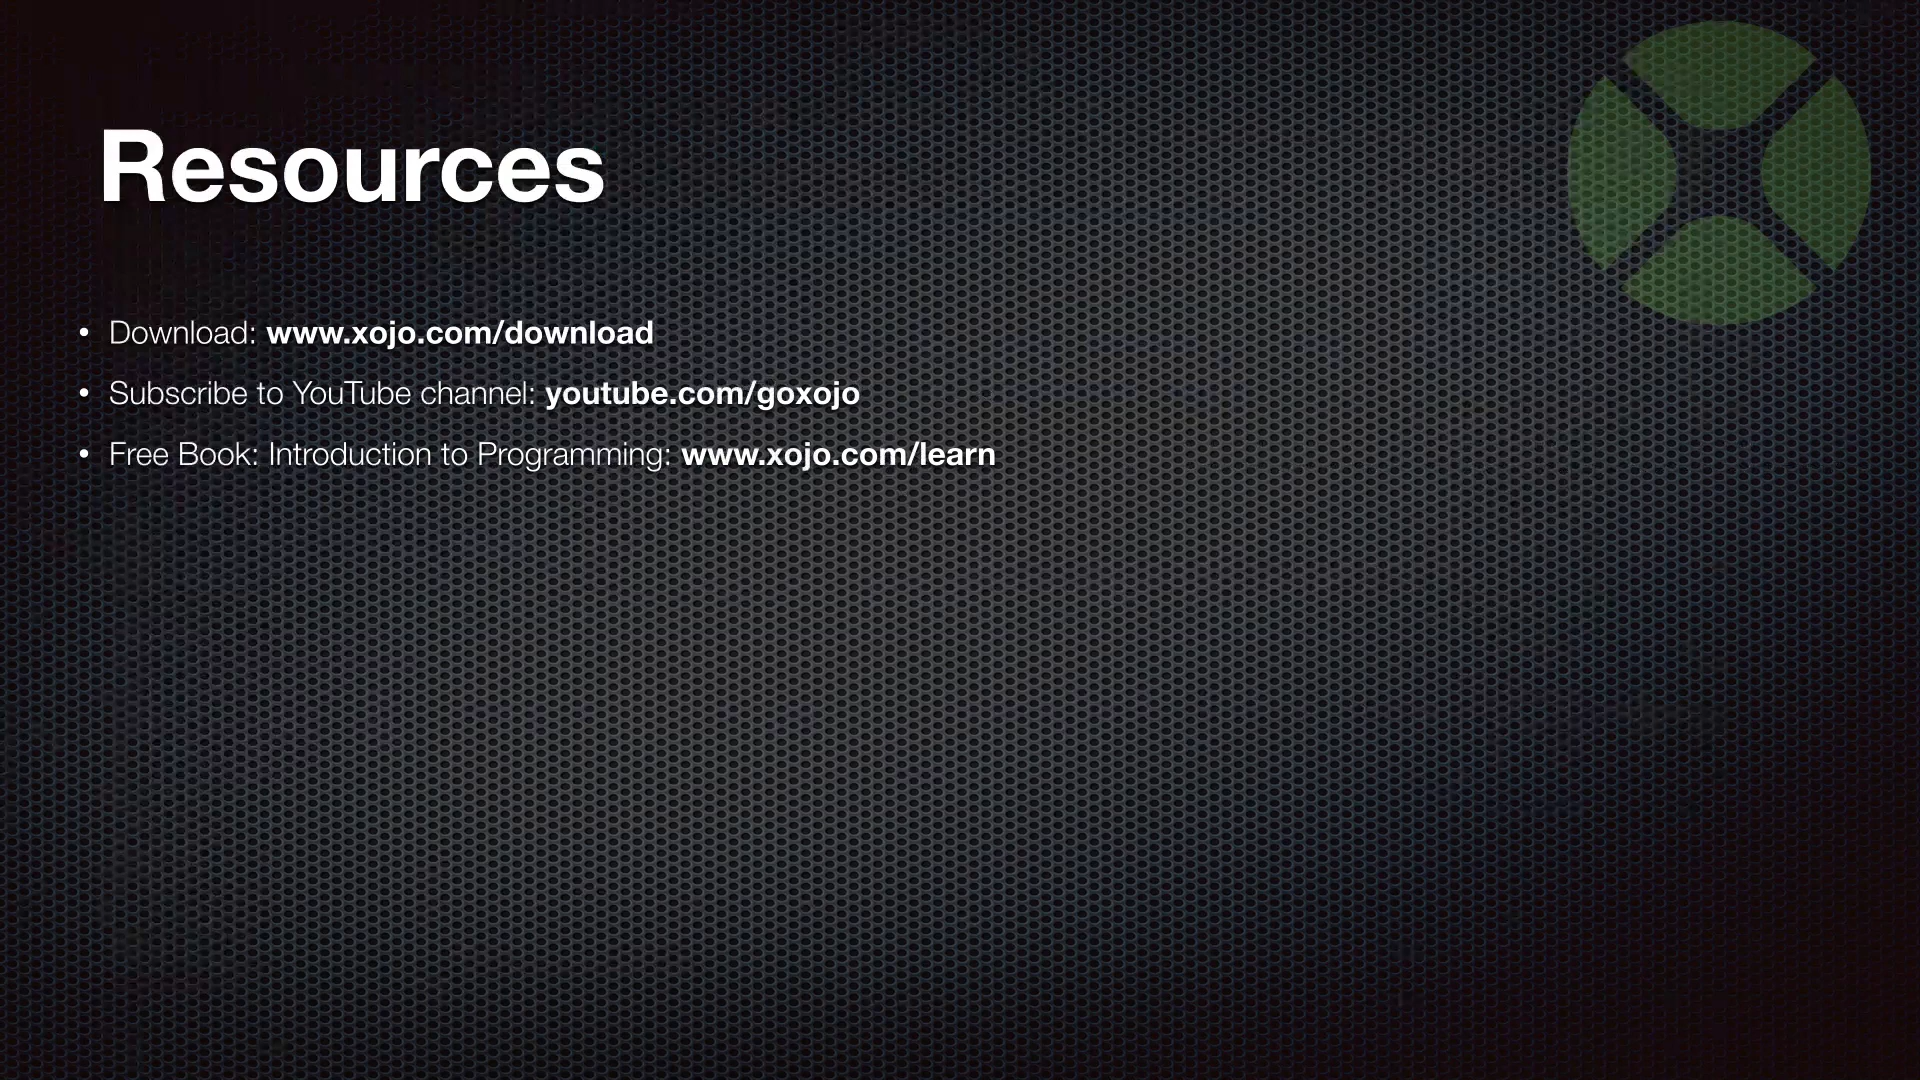 Resources
• Download: www.xojo.com/download
• Subscribe to YouTube channel: youtube.com/goxojo
• Free Book: Introduction to Programming: www.xojo.com/learn